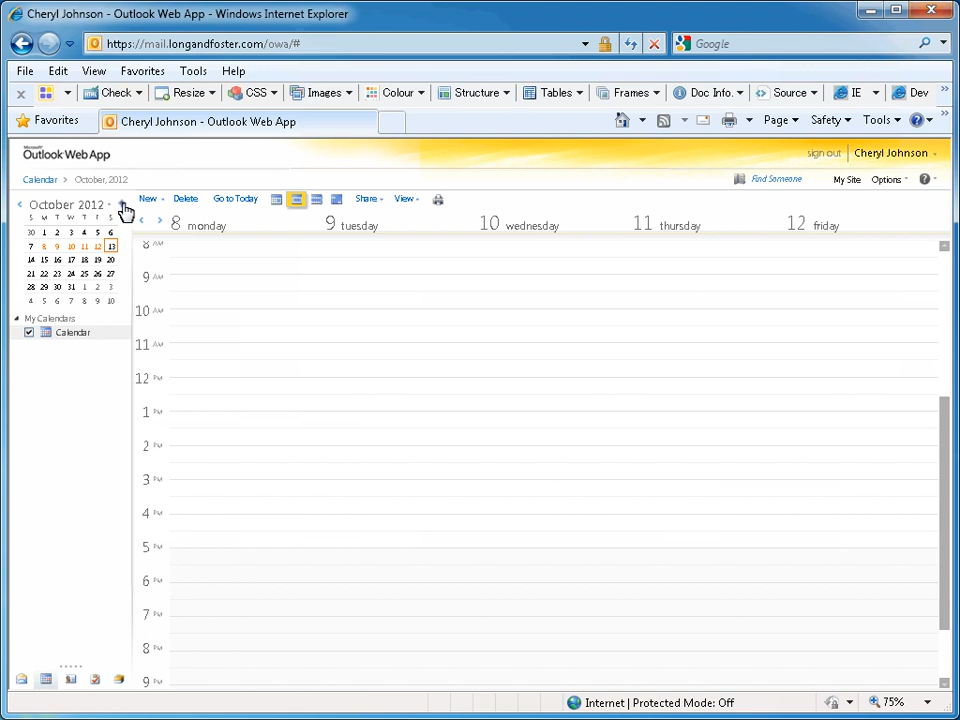 Cheryl Johnson - Outlook Web App - Windows Internet Explorer
https://mail.longandfoster.com/owa/#
Google
File Edit View Favorites Tools Help
Check Resize CSS Images Colour Structure Tables Frames Doc Info. Source IE Dev
Favorites Cheryl Johnson - Outlook Web App Page Safety Tools
Microsoft
Outlook Web App sign out Cheryl Johnson
Calendar October, 2012 Find Someone My Site Options
October 2012 New Delete Go to Today Share View
S M T W T F S
8 monday 9 tuesday 10 wednesday 11 thursday 12 friday
30 1 2 3 4 5 6
7 8 9 10 11 12 13
14 15 16 17 18 19 20
21 22 23 24 25 26 27
28 29 30 31 1 2 3
4 5 6 7 8 9 10
My Calendars
Calendar
8 AM
9 AM
10 AM
11 AM
12 PM
1 PM
2 PM
3 PM
4 PM
5 PM
6 PM
7 PM
8 PM
9 PM
Internet | Protected Mode: Off 75%